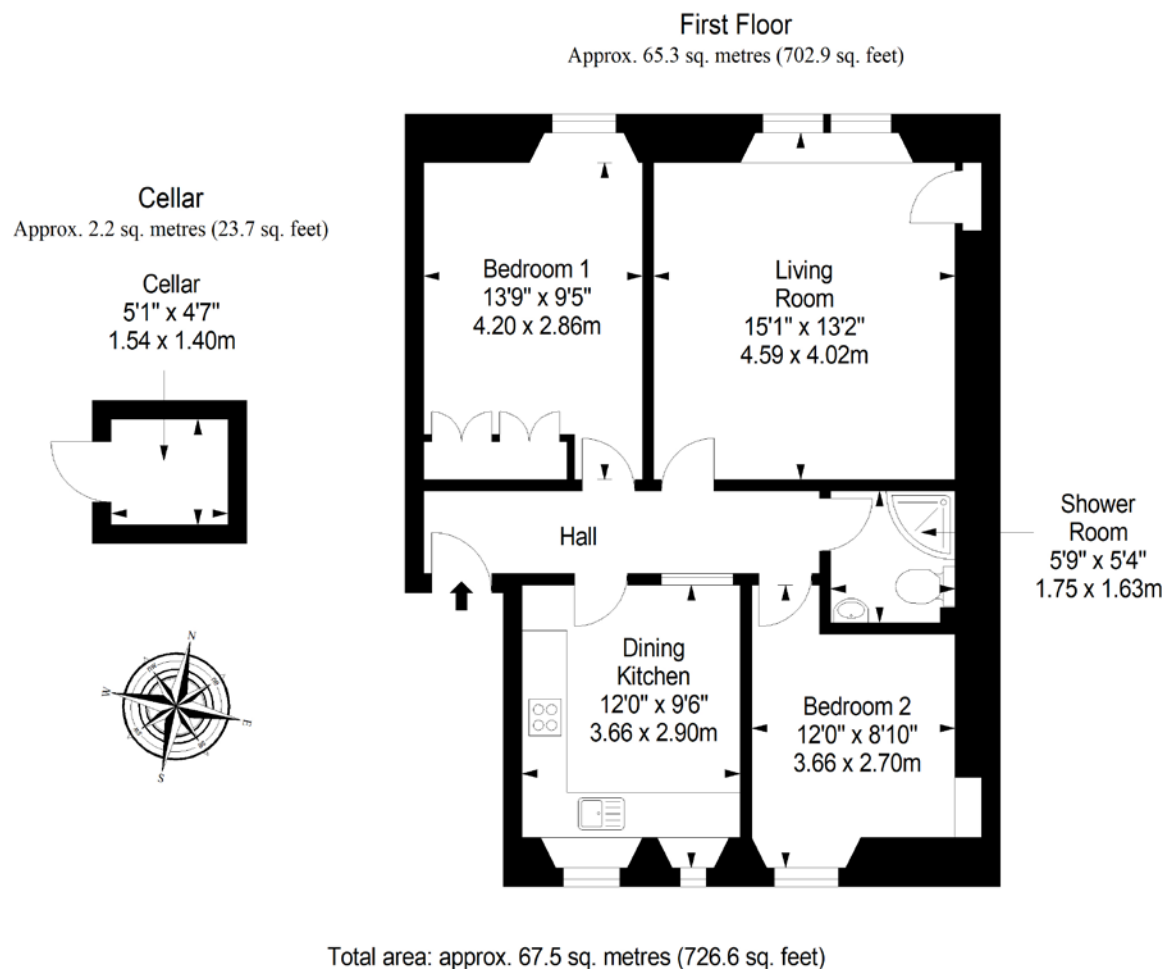 First Floor
Approx. 65.3 sq. metres (702.9 sq. feet)
Cellar
Approx. 2.2 sq. metres (23.7 sq. feet)
Cellar
5'1" x 4'7"
1.54 x 1.40m
Bedroom 1
13'9" x 9'5"
4.20 x 2.86m
Living
Room
15'1" x 13'2"
4.59 x 4.02m
Hall
Shower
Room
5'9" x 5'4"
1.75 x 1.63m
Dining
Kitchen
12'0" x 9'6"
3.66 x 2.90m
Bedroom 2
12'0" x 8'10"
3.66 x 2.70m
N
W
E
S
Total area: approx. 67.5 sq. metres (726.6 sq. feet)